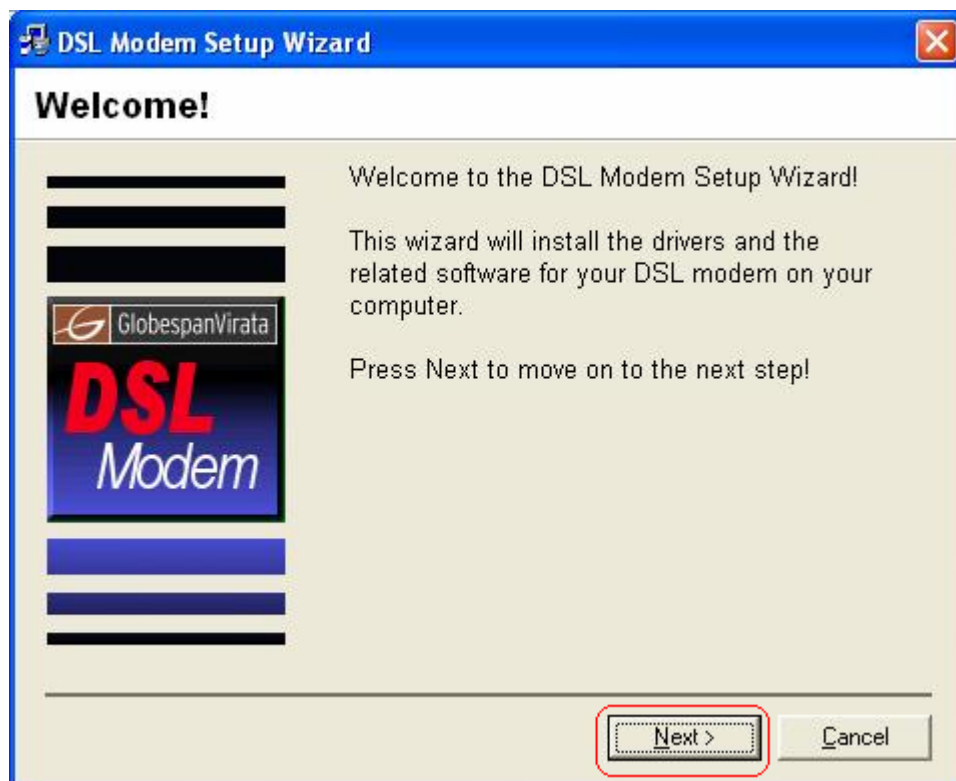 DSL Modem Setup Wizard
Welcome!
Welcome to the DSL Modem Setup Wizard!
This wizard will install the drivers and the
related software for your DSL modem on your
computer.
Press Next to move on to the next step!
GlobespanVirata
DSL
Modem
Next >
Cancel